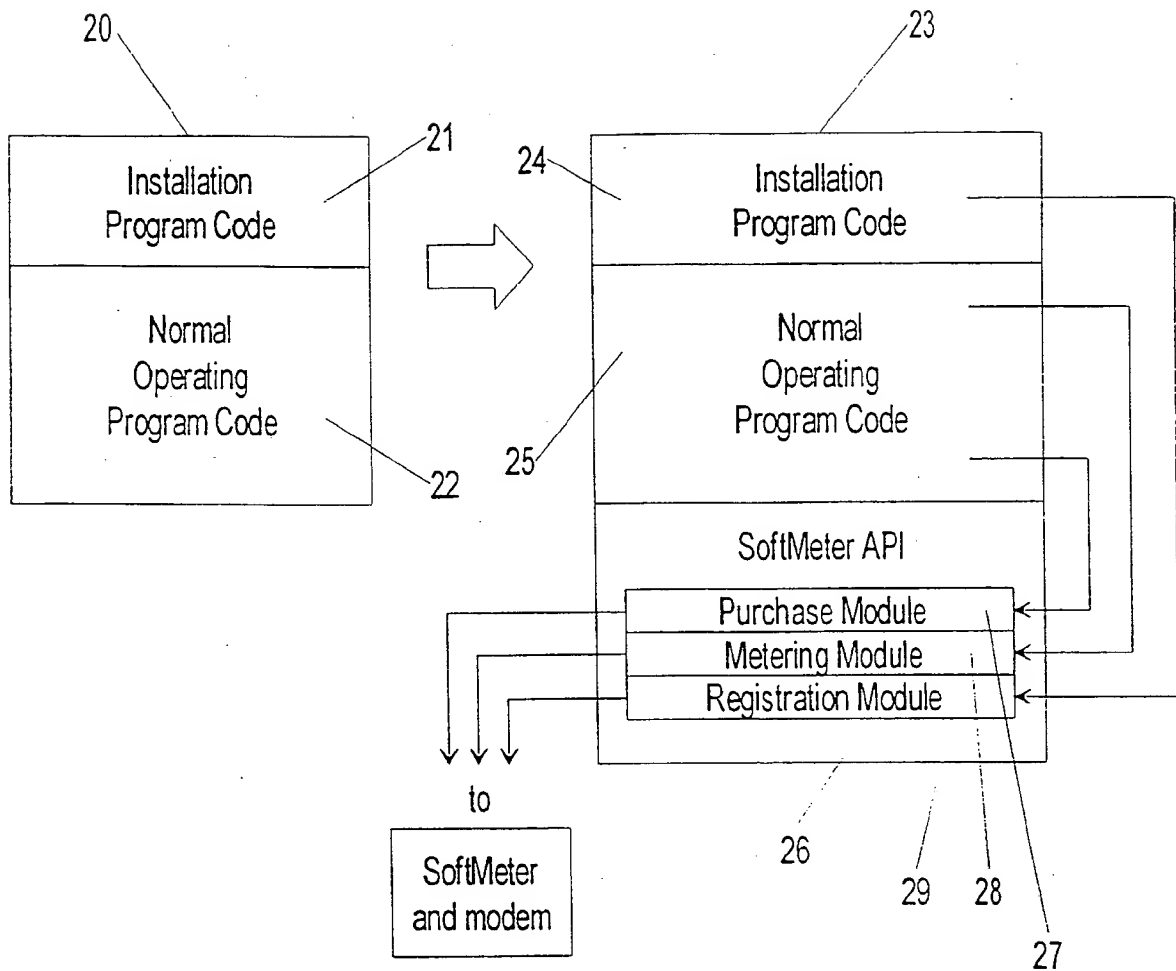 20
23
21
Installation
Program Code
24
Installation
Program Code
Normal
Operating
Program Code
22
Normal
Operating
Program Code
25
SoftMeter API
Purchase Module
Metering Module
Registration Module
to
SoftMeter
and modem
26
29
28
27